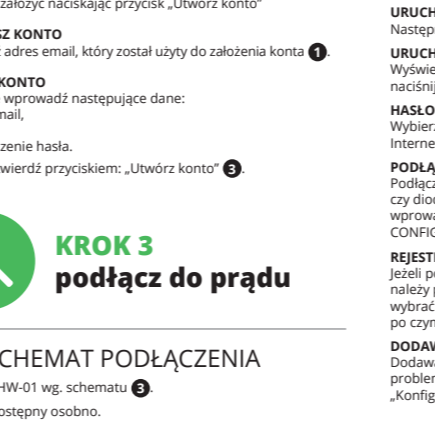 założyć naciskając przycisk „Utwórz konto"
SZ KONTO
adres email, który został użyty do założenia konta 1.
KONTO
wprowadź następujące dane:
mail,
zenie hasła.
wierdź przyciskiem: „Utwórz konto" 3.
KROK 3
podłącz do prądu
CHEMAT PODŁĄCZENIA
HW-01 wg. schematu 3.
ostępny osobno.
URUCH
Następ
URUCH
Wyświe
naciśnij
HASŁO
Wybierz
Interne
PODŁĄ
Podłącz
czy diod
wprowa
CONFIG
REJEST
Jeżeli p
należy p
wybrać
po czym
DODAW
Dodawa
problem
„Konfig